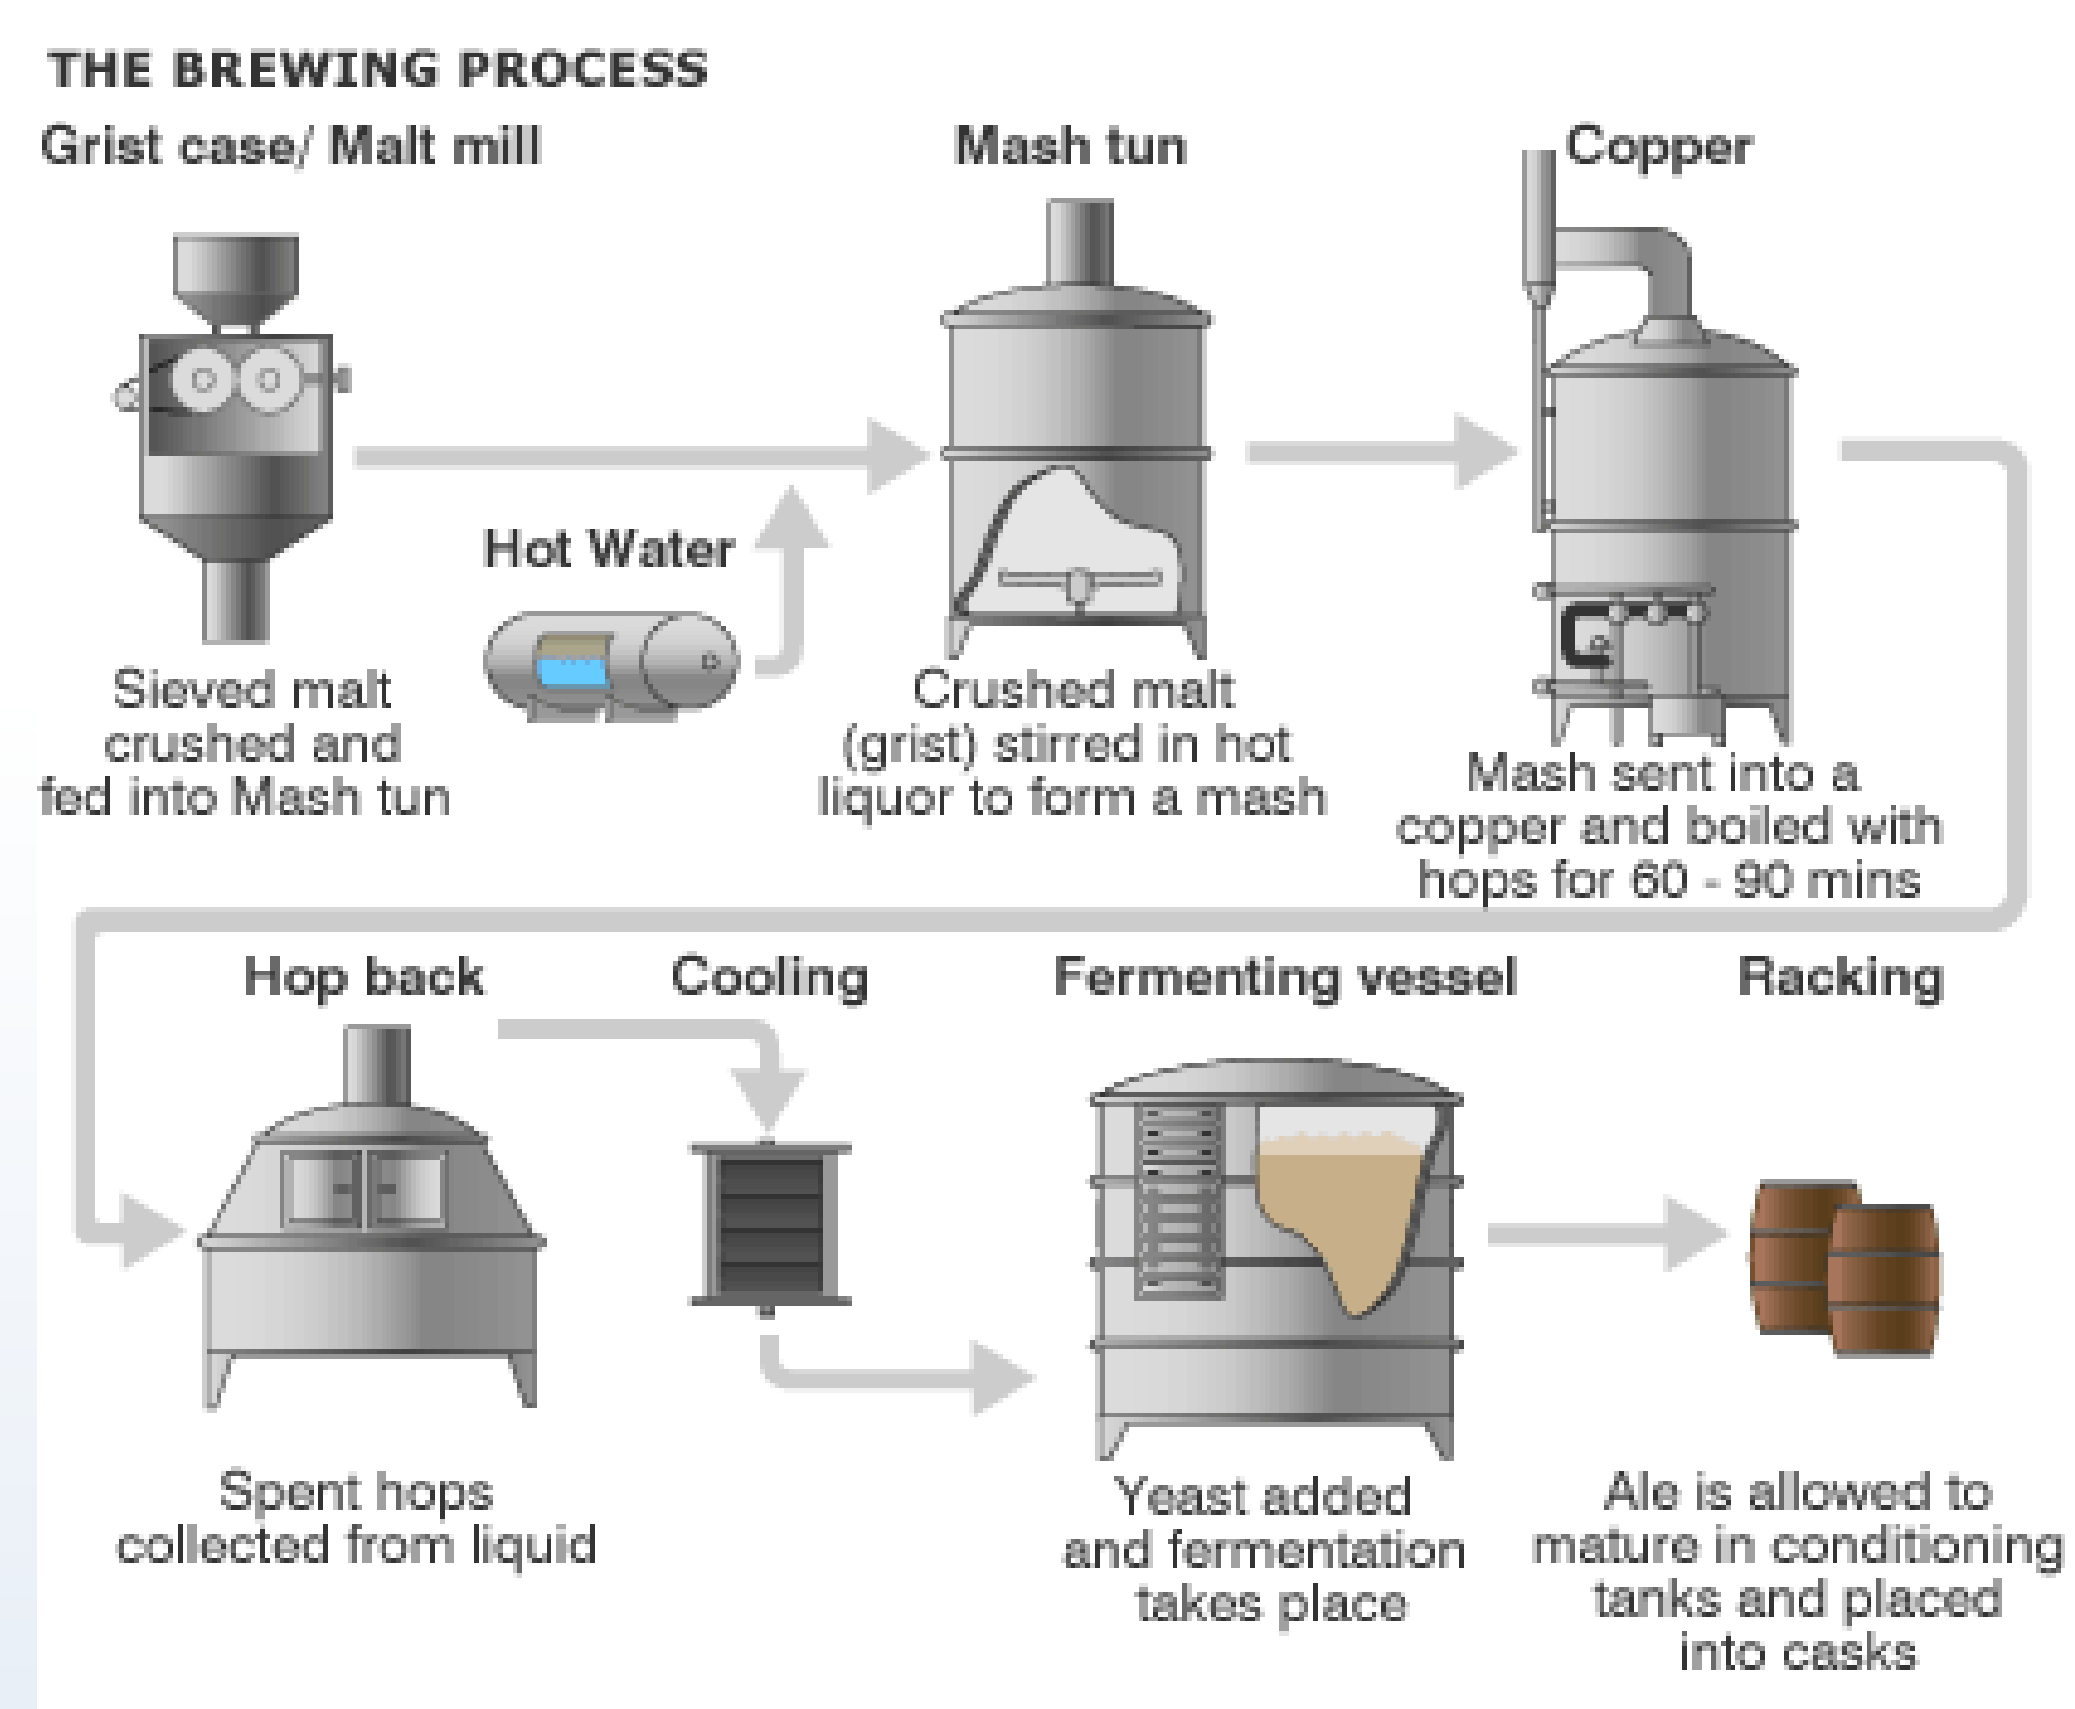 THE BREWING PROCESS
Grist case/ Malt mill
Mash tun
Copper
Hot Water
Sieved malt
crushed and
fed into Mash tun
Crushed malt
(grist) stirred in hot
liquor to form a mash
Mash sent into a
copper and boiled with
hops for 60 - 90 mins
Hop back
Cooling
Fermenting vessel
Racking
Spent hops
collected from liquid
Yeast added
and fermentation
takes place
Ale is allowed to
mature in conditioning
tanks and placed
into casks